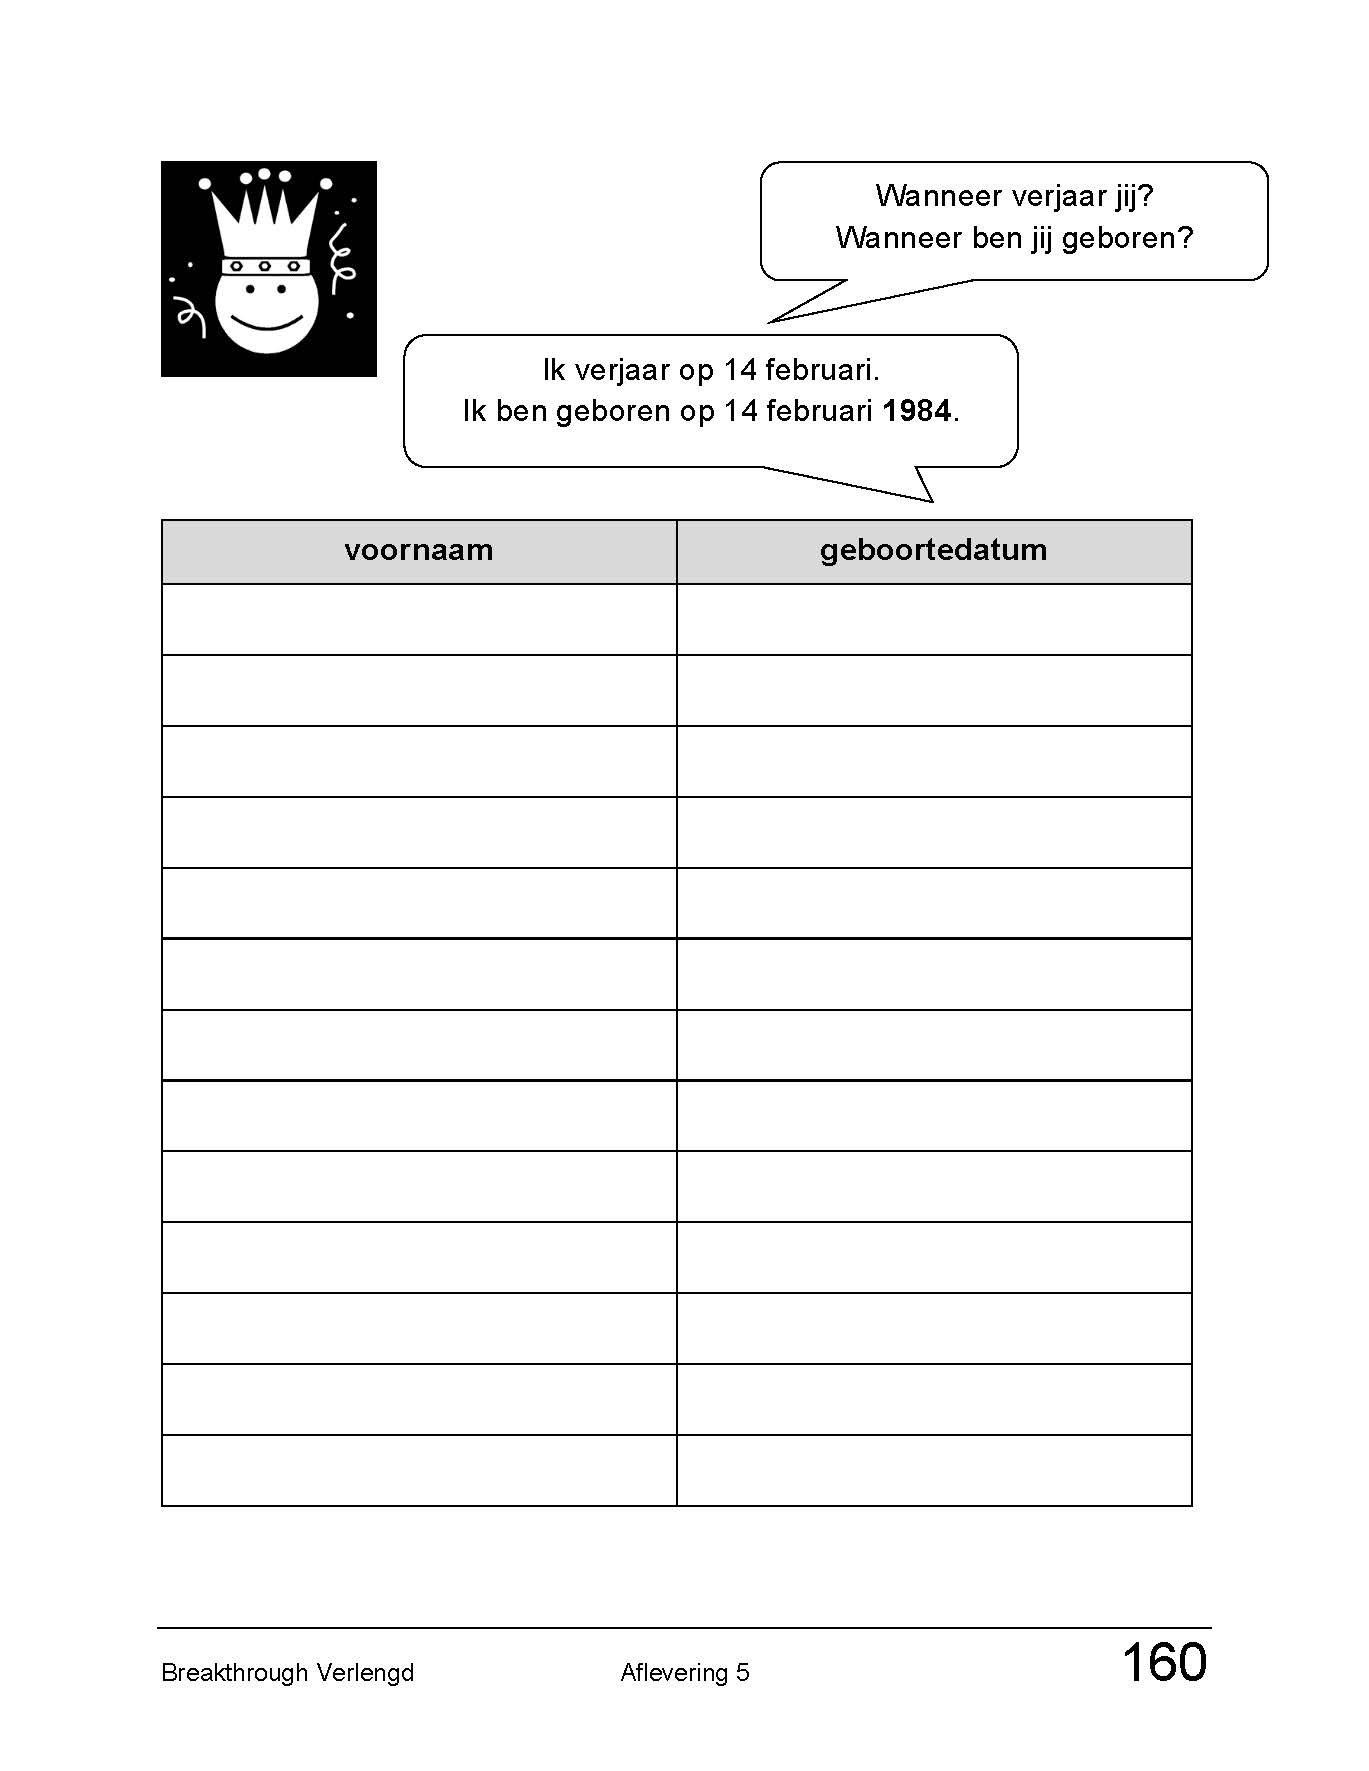 Wanneer verjaar jij?
Wanneer ben jij geboren?
Ik verjaar op 14 februari.
Ik ben geboren op 14 februari 1984.
voornaam geboortedatum
Breakthrough Verlengd Aflevering 5 160